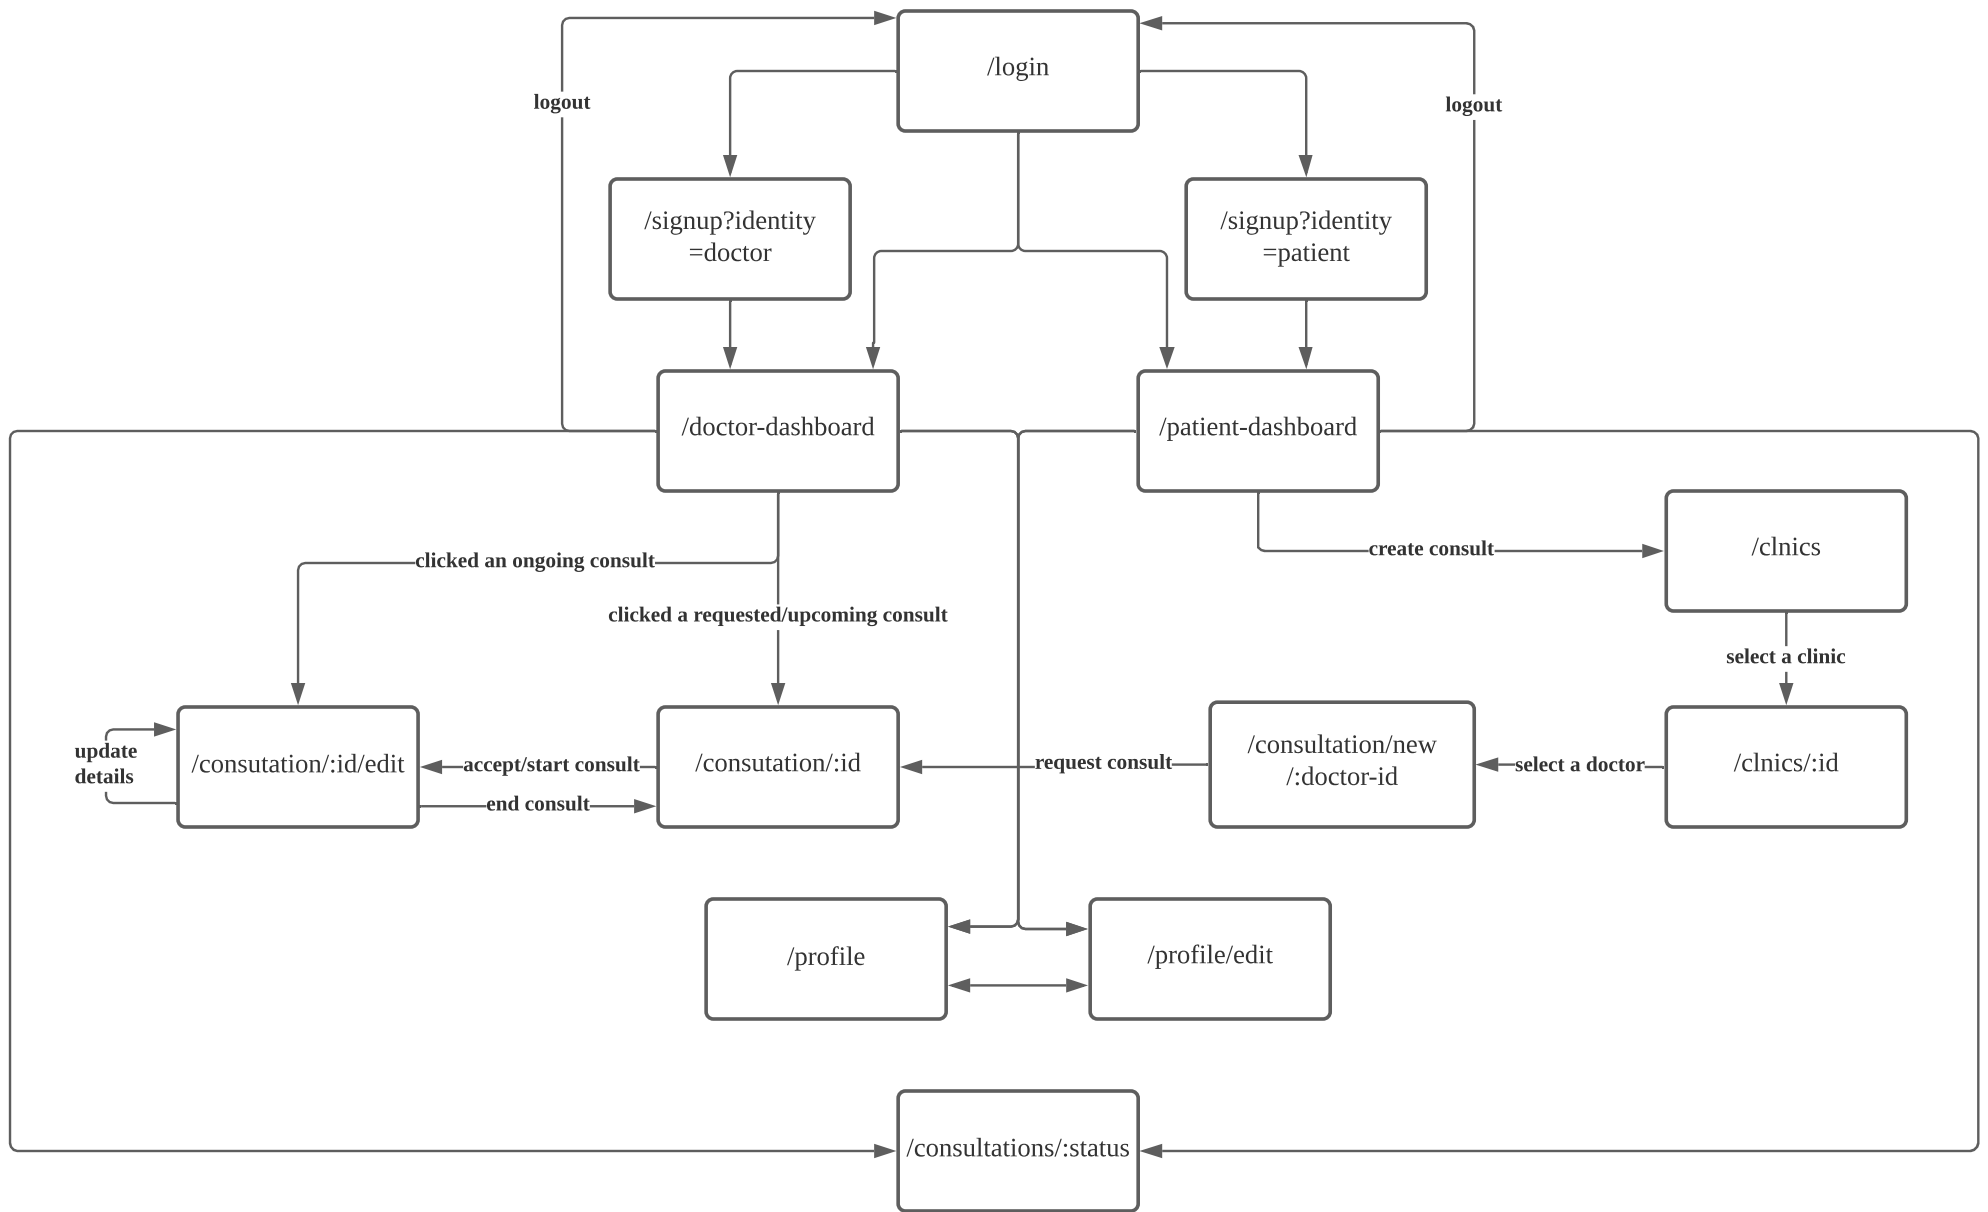 /login
logout
logout
/signup?identity
=doctor
/signup?identity
=patient
/doctor-dashboard
/patient-dashboard
/clnics
create consult
clicked an ongoing consult
clicked a requested/upcoming consult
select a clinic
update
details
/consutation/:id/edit
accept/start consult
end consult
/consutation/:id
request consult
/consultation/new
/:doctor-id
select a doctor
/clnics/:id
/profile
/profile/edit
/consultations/:status